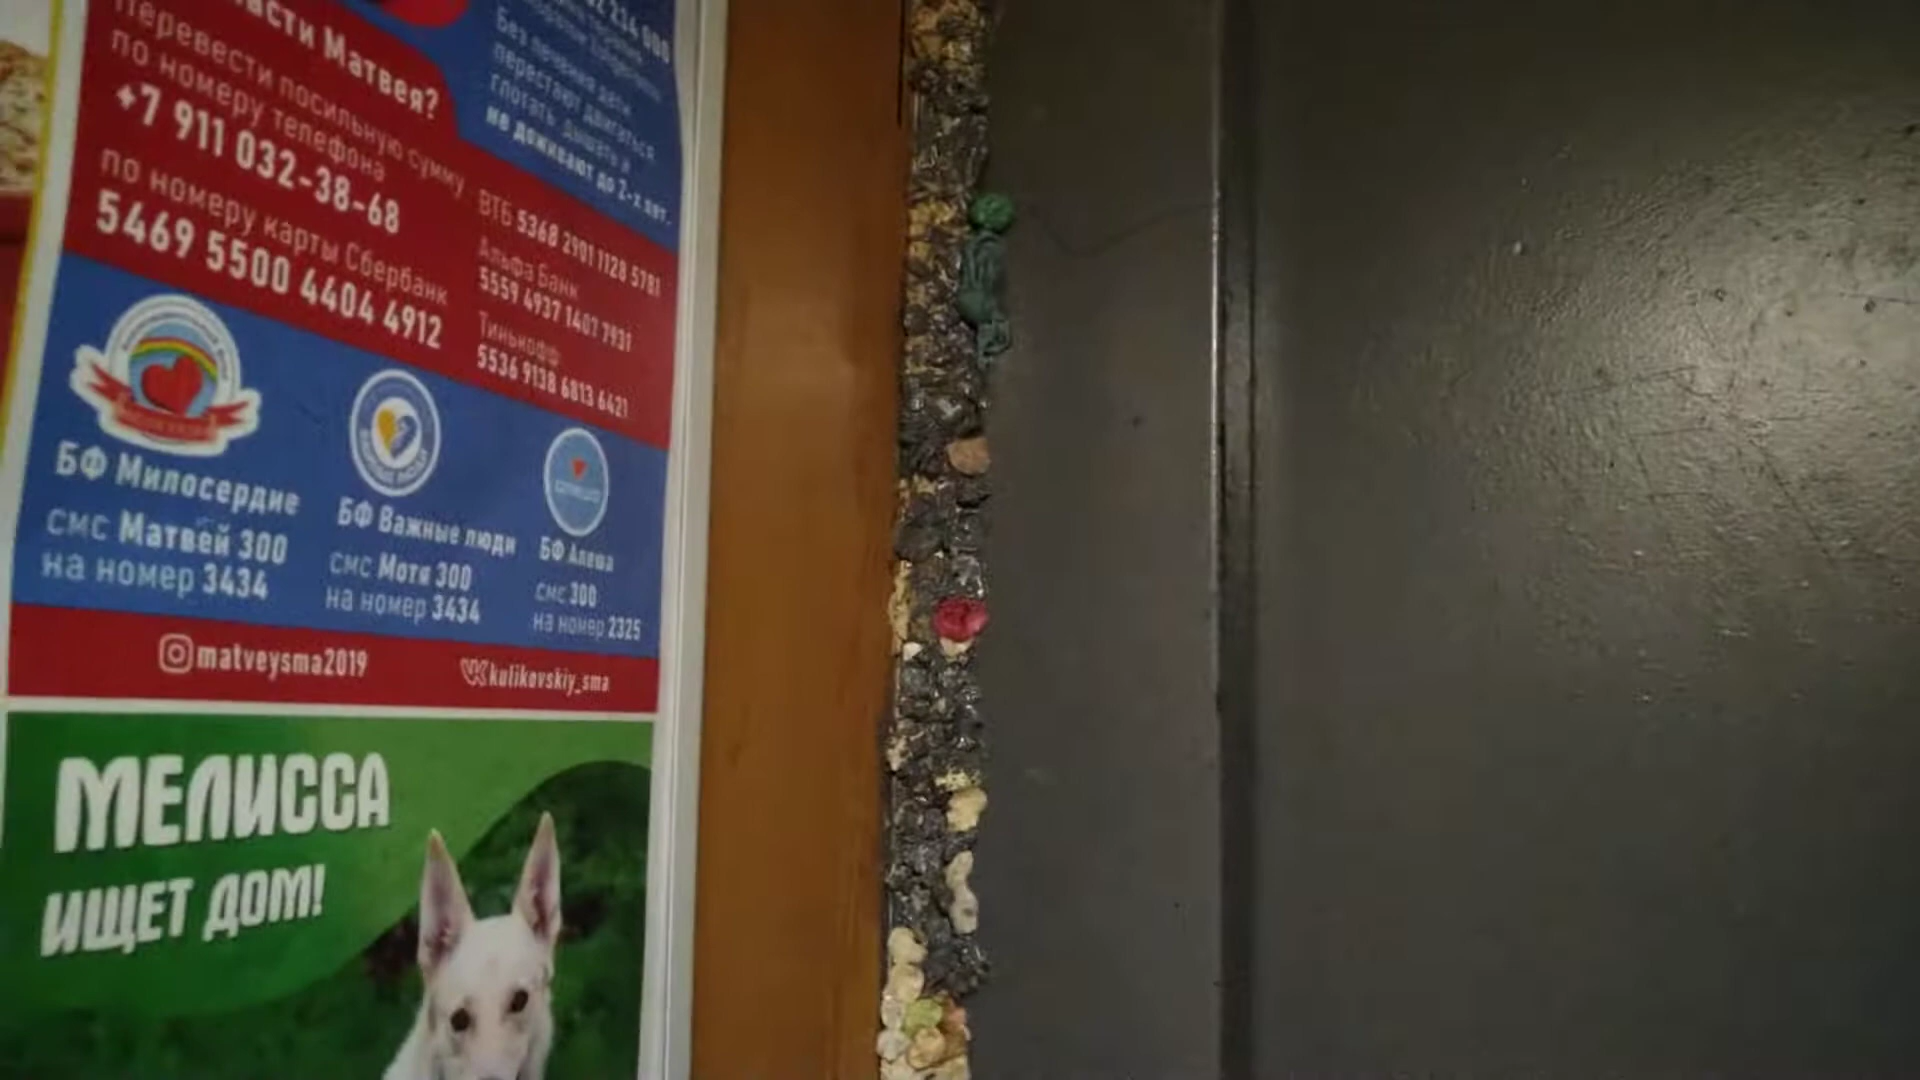 асти Матвея?
Перевести посильную сумму
по номеру телефона
+7 911 032-38-68
по номеру карты Сбербанк
5469 5500 4404 4912
Без лечения дети
перестают двигаться
глотать, дышать и
не доживают до 2-х лет.
ВТБ 5368 2901 1128 5781
Альфа Банк
5559 4937 1407 7931
Тинькофф
5536 9138 6813 6421
БФ Милосердие
смс Матвей 300
на номер 3434
БФ Важные люди
смс Мотя 300
на номер 3434
БФ Алеша
смс 300
на номер 2325
matveysma2019
kulikovskiy_sma
МЕЛИССА
ИЩЕТ ДОМ!